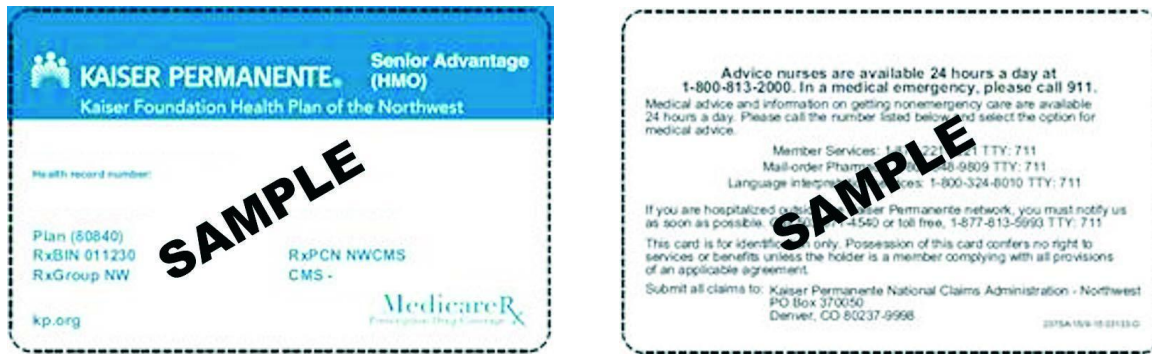 KAISER PERMANENTE®
Senior Advantage
(HMO)
Kaiser Foundation Health Plan of the Northwest
Health record number:
SAMPLE
Plan (80840)
RxBIN 011230
RxPCN NWCMS
RxGroup NW
CMS -
kp.org
MedicareRx
Prescription Drug Coverage
Advice nurses are available 24 hours a day at
1-800-813-2000. In a medical emergency, please call 911.
Medical advice and information on getting nonemergency care are available
24 hours a day. Please call the number listed below and select the option for
medical advice.
Member Services: TTY: 711
Mail-order TTY: 711
Language 1-800-324-8010 TTY: 711
SAMPLE
If you are hospitalized Permanente network, you must notify us
as soon as possible. or toll free, 1-877-813-5993 TTY: 711
This card is for only. Possession of this card confers no right to
services or benefits unless the holder is a member complying with all provisions
of an applicable agreement.
Submit all claims to: Kaiser Permanente National Claims Administration - Northwest
PO Box 370050
Denver, CO 80237-9998